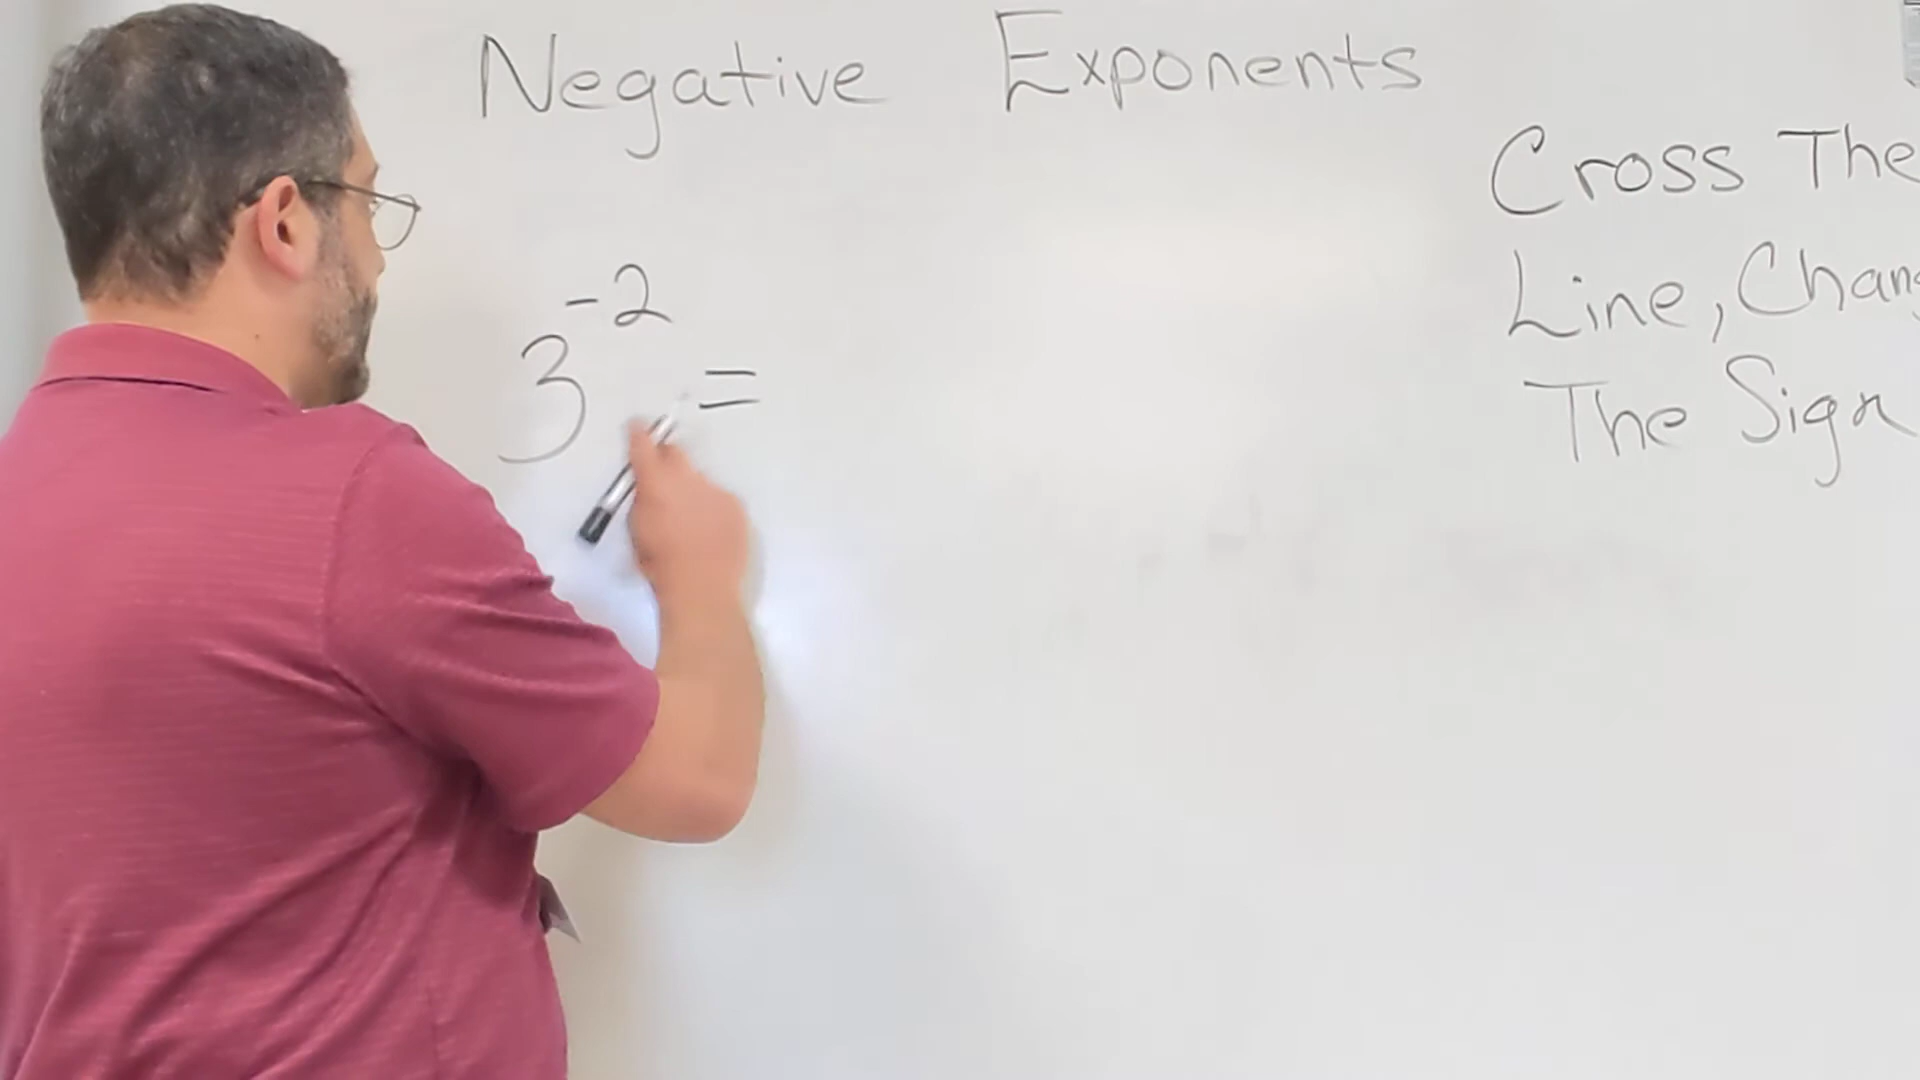 Negative Exponents
Cross The
Line, Chang
The Sign
3^-2 =